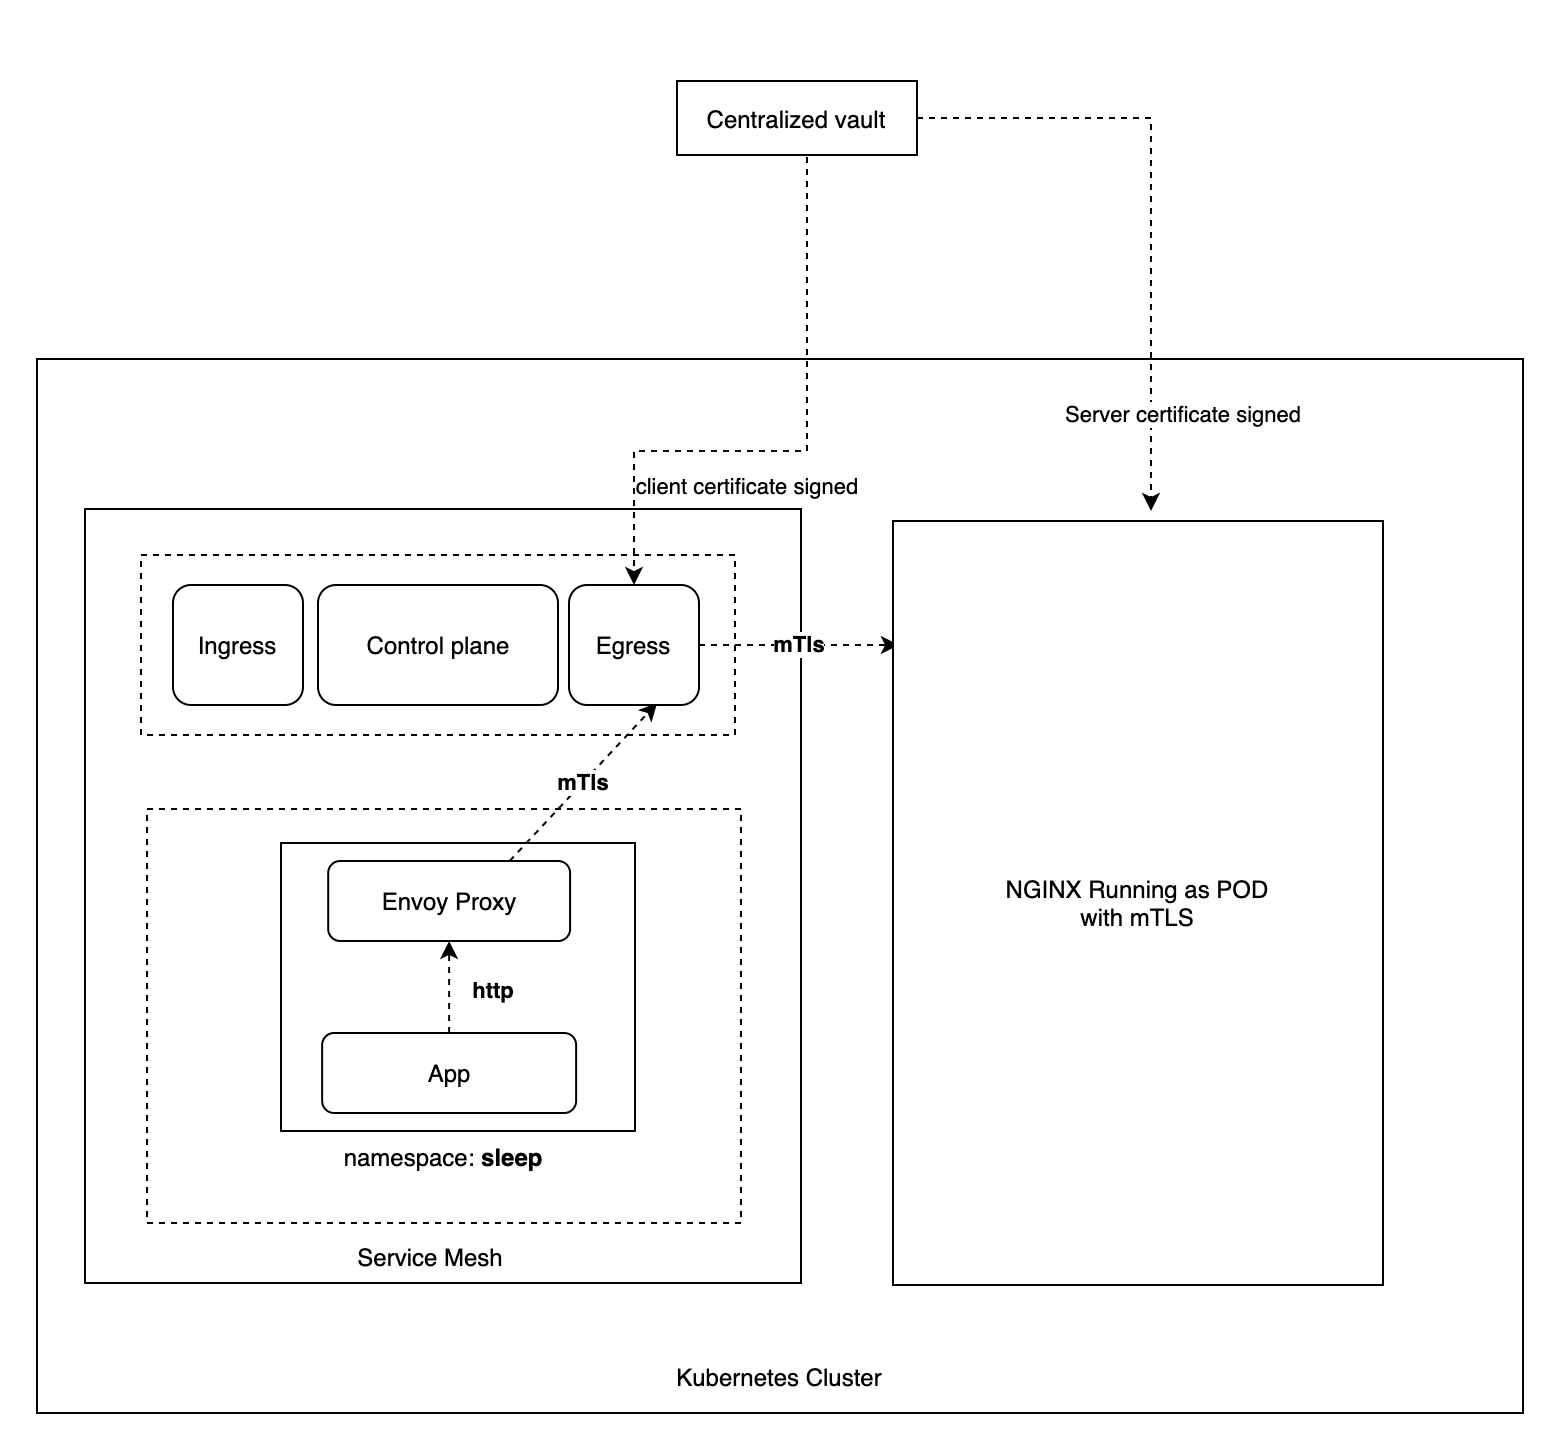 Centralized vault
Server certificate signed
client certificate signed
Ingress
Control plane
Egress
mTls
mTls
Envoy Proxy
http
App
namespace: sleep
Service Mesh
NGINX Running as POD
with mTLS
Kubernetes Cluster